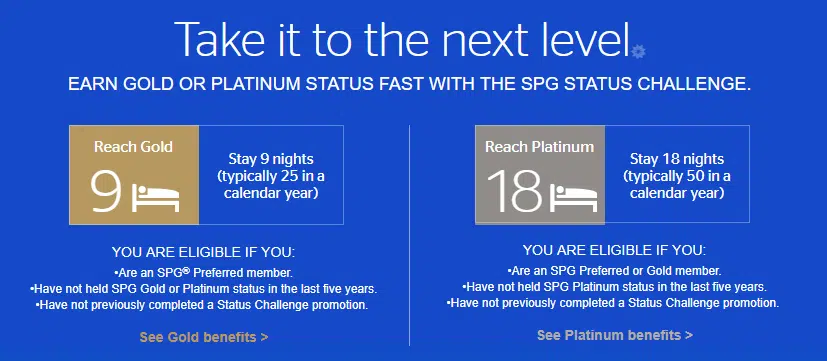 Take it to the next level
EARN GOLD OR PLATINUM STATUS FAST WITH THE SPG STATUS CHALLENGE.
Reach Gold
9
Stay 9 nights
(typically 25 in a
calendar year)
YOU ARE ELIGIBLE IF YOU:
•Are an SPG® Preferred member.
•Have not held SPG Gold or Platinum status in the last five years.
•Have not previously completed a Status Challenge promotion.
See Gold benefits >
Reach Platinum
18
Stay 18 nights
(typically 50 in a
calendar year)
YOU ARE ELIGIBLE IF YOU:
•Are an SPG Preferred or Gold member.
•Have not held SPG Platinum status in the last five years.
•Have not previously completed a Status Challenge promotion.
See Platinum benefits >